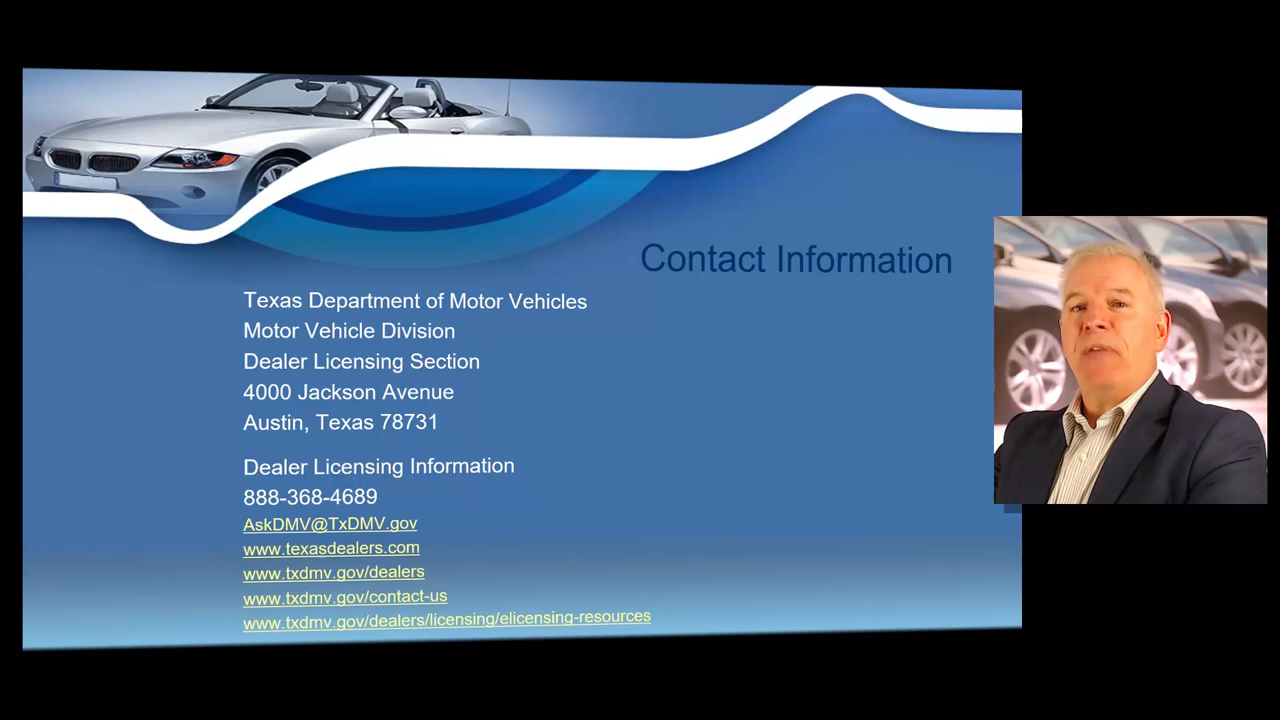 Contact Information
Texas Department of Motor Vehicles
Motor Vehicle Division
Dealer Licensing Section
4000 Jackson Avenue
Austin, Texas 78731
Dealer Licensing Information
888-368-4689
AskDMV@TxDMV.gov
www.texasdealers.com
www.txdmv.gov/dealers
www.txdmv.gov/contact-us
www.txdmv.gov/dealers/licensing/elicensing-resources